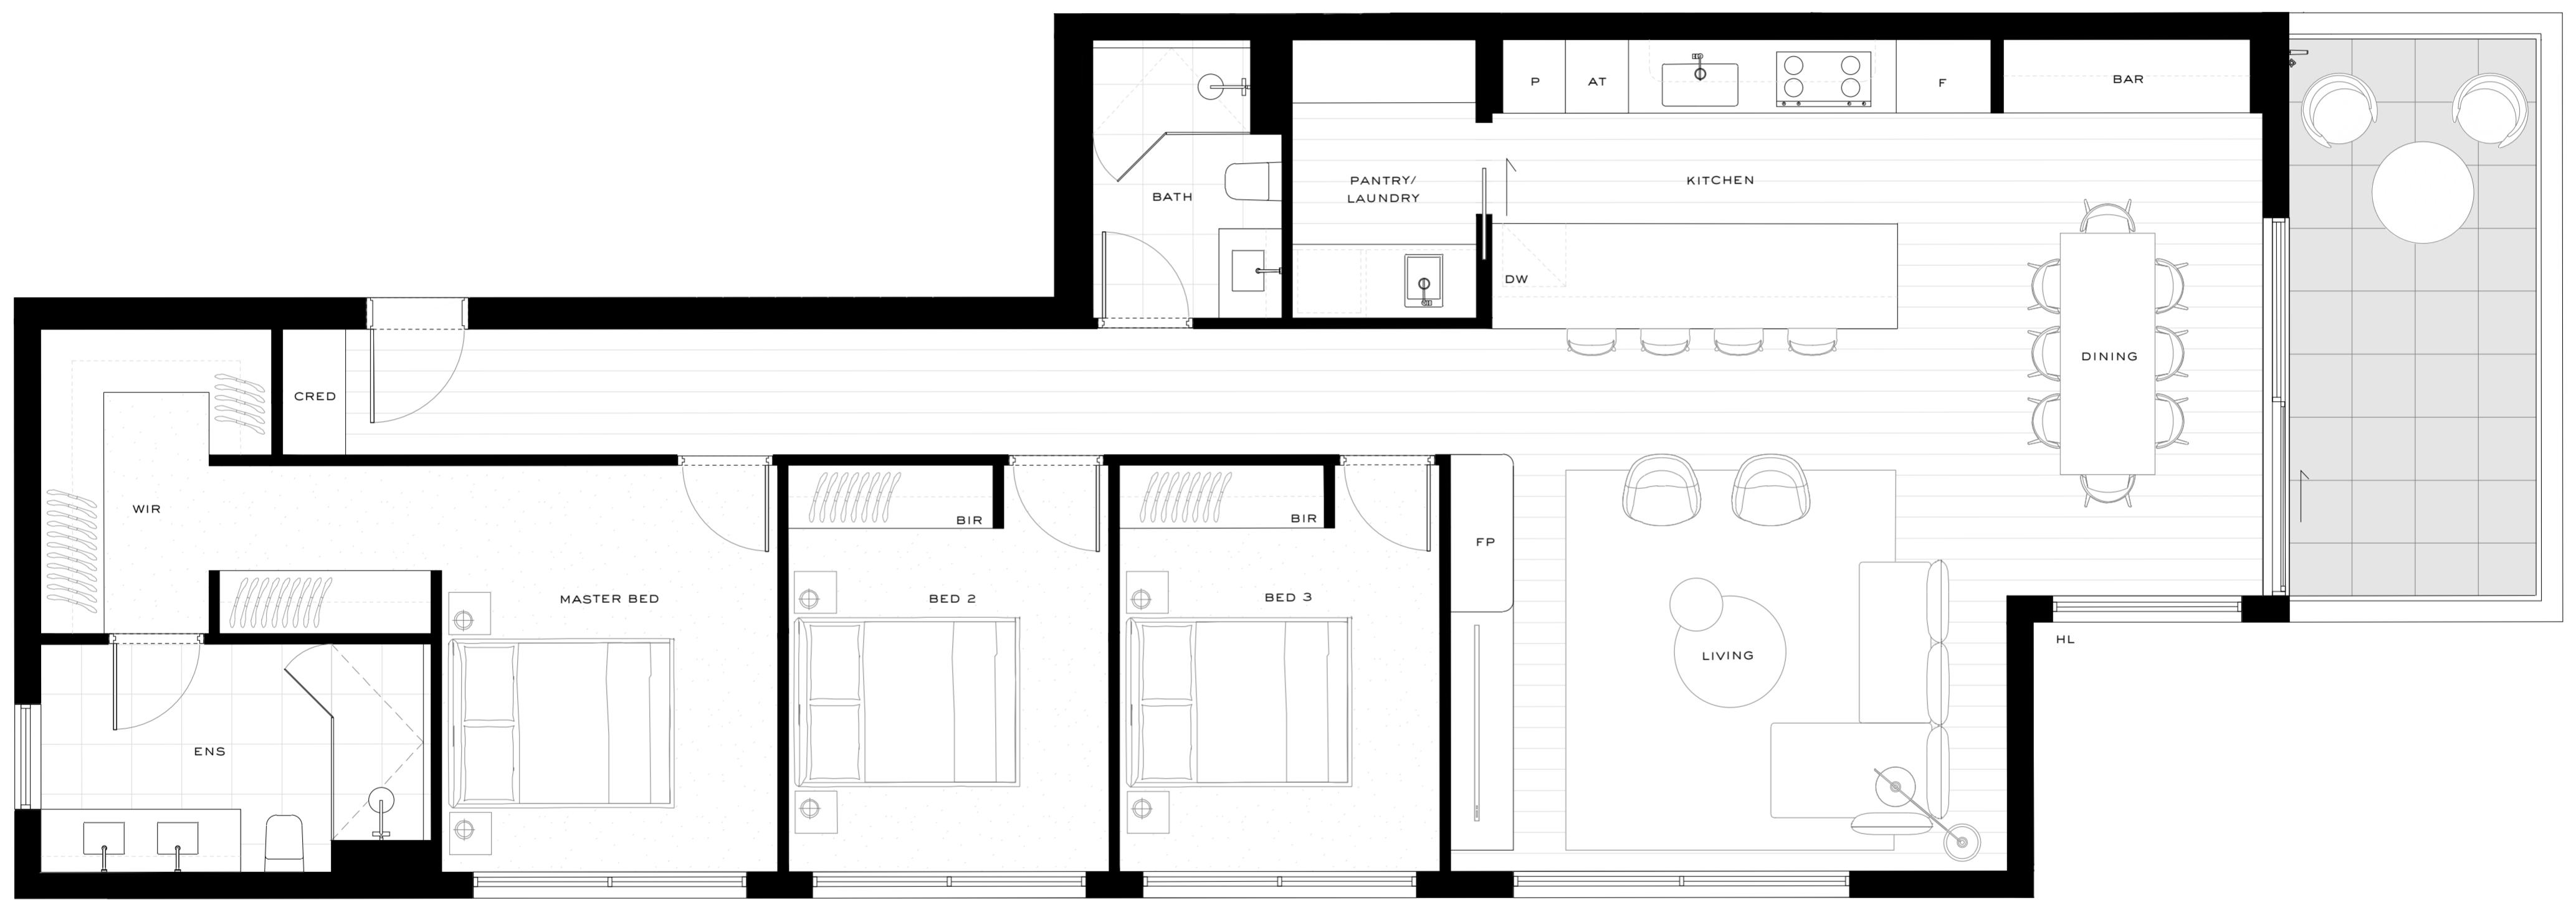 P
AT
F
BAR
BATH
PANTRY/
LAUNDRY
KITCHEN
DW
DINING
CRED
WIR
BIR
BIR
FP
MASTER BED
BED 2
BED 3
HL
LIVING
ENS